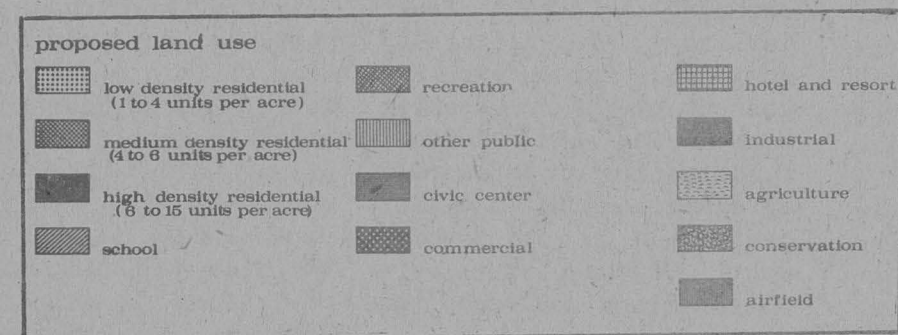 proposed land use
low density residential
(1 to 4 units per acre)
medium density residential
(4 to 6 units per acre)
high density residential
(6 to 15 units per acre)
school
recreation
other public
civic center
commercial
hotel and resort
industrial
agriculture
conservation
airfield